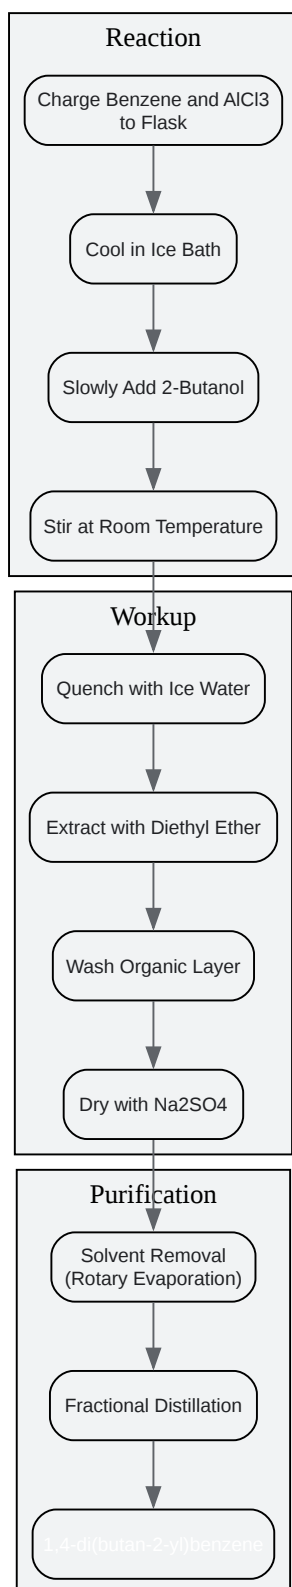 Reaction
Charge Benzene and AlCl3
to Flask
Cool in Ice Bath
Slowly Add 2-Butanol
Stir at Room Temperature
Workup
Quench with Ice Water
Extract with Diethyl Ether
Wash Organic Layer
Dry with Na2SO4
Purification
Solvent Removal
(Rotary Evaporation)
Fractional Distillation
1,4-di(butan-2-yl)benzene